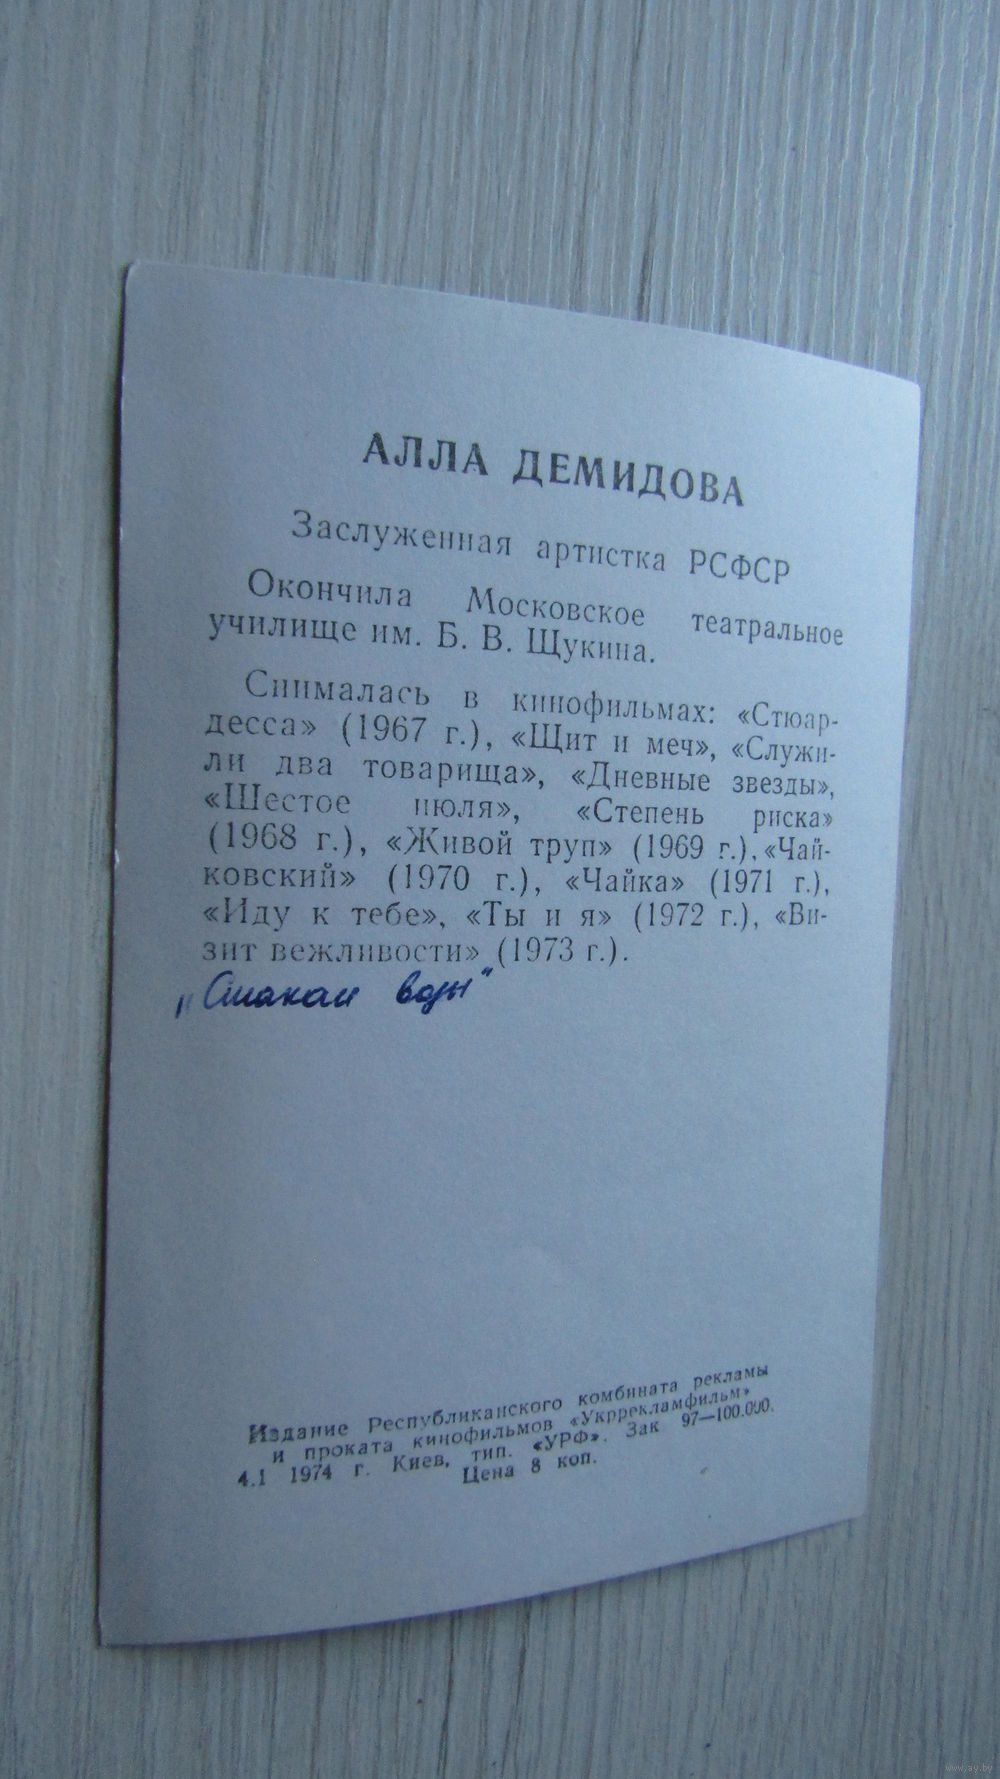 АЛЛА ДЕМИДОВА
Заслуженная артистка РСФСР
Окончила Московское театральное
училище им. Б. В. Щукина.
Снималась в кинофильмах: «Стюар-
десса» (1967 г.), «Щит и меч», «Служи-
ли два товарища», «Дневные звезды»,
«Шестое июля», «Степень риска»
(1968 г.), «Живой труп» (1969 г.), «Чай-
ковский» (1970 г.), «Чайка» (1971 г.),
«Иду к тебе», «Ты и я» (1972 г.), «Ви-
зит вежливости» (1973 г.).
„Стакан воды"
Издание Республиканского комбината рекламы
и проката кинофильмов «Укррекламфильм»
4.1 1974 г. Киев, тип. «УРФ». Зак 97—100.000.
Цена 8 коп.
www.ay.by